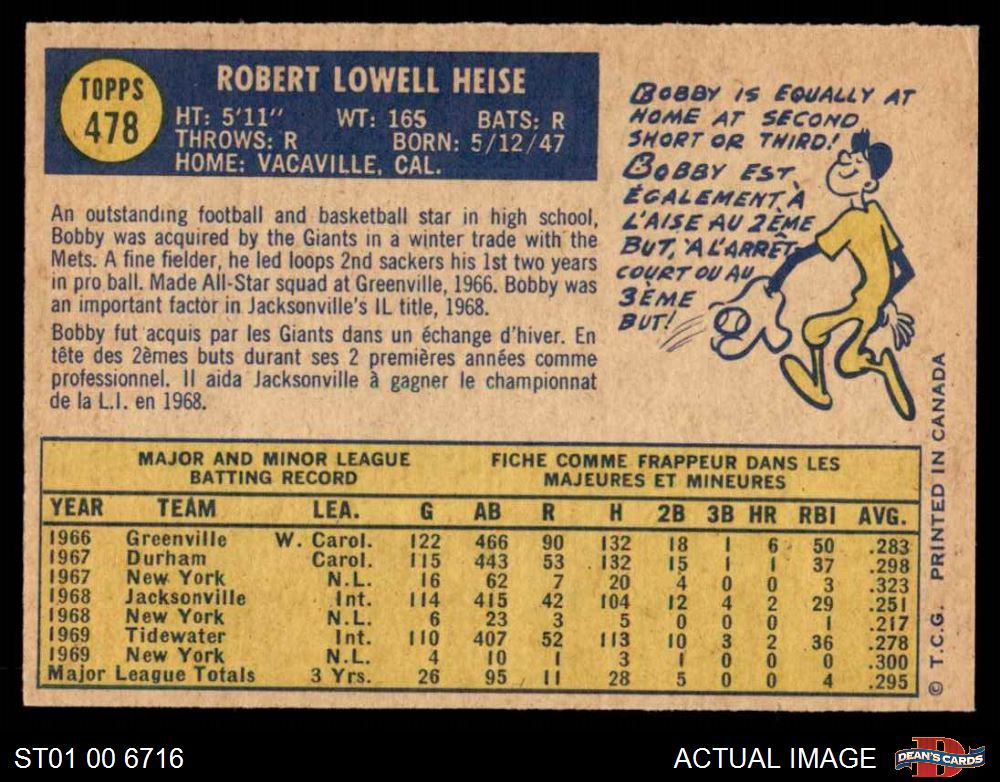 TOPPS
478
ROBERT LOWELL HEISE
HT: 5'11" WT: 165 BATS: R
THROWS: R BORN: 5/12/47
HOME: VACAVILLE, CAL.
An outstanding football and basketball star in high school,
Bobby was acquired by the Giants in a winter trade with the
Mets. A fine fielder, he led loops 2nd sackers his 1st two years
in pro ball. Made All-Star squad at Greenville, 1966. Bobby was
an important factor in Jacksonville's IL title, 1968.
Bobby fut acquis par les Giants dans un échange d'hiver. En
tête des 2èmes buts durant ses 2 premières années comme
professionnel. Il aida Jacksonville à gagner le championnat
de la L.I. en 1968.
BOBBY IS EQUALLY AT
HOME AT SECOND
SHORT OR THIRD!
BOBBY EST
ÉGALEMENT À
L'AISE AU 2ÈME
BUT, À L'ARRÊT
COURT OU AU
3ÈME
BUT!
MAJOR AND MINOR LEAGUE BATTING RECORD
FICHE COMME FRAPPEUR DANS LES MAJEURES ET MINEURES
YEAR TEAM LEA. G AB R H 2B 3B HR RBI AVG.
1966 Greenville W. Carol. 122 466 90 132 18 1 6 50 .283
1967 Durham Carol. 115 443 53 132 15 1 1 37 .298
1967 New York N.L. 16 62 7 20 4 0 0 3 .323
1968 Jacksonville Int. 114 415 42 104 12 4 2 29 .251
1968 New York N.L. 6 23 3 5 0 0 0 1 .217
1969 Tidewater Int. 110 407 52 113 10 3 2 36 .278
1969 New York N.L. 4 10 1 3 1 0 0 0 .300
Major League Totals 3 Yrs. 26 95 11 28 5 0 0 4 .295
© T.C.G. PRINTED IN CANADA
ST01 00 6716
ACTUAL IMAGE
DEAN'S CARDS